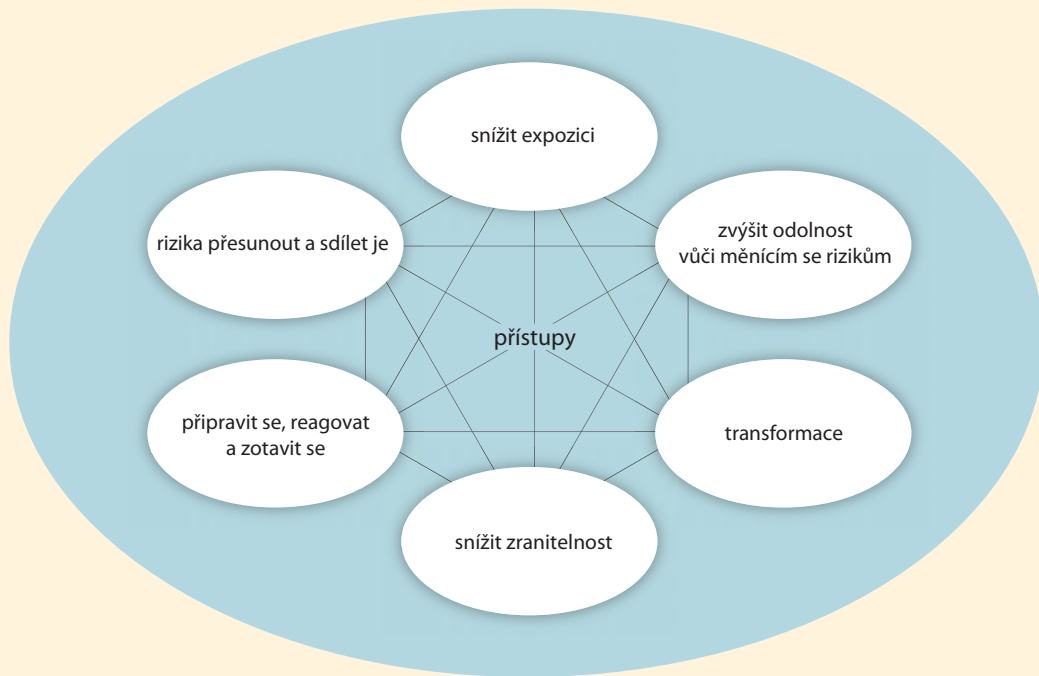 snížit expozici
rizika přesunout a sdílet je
zvýšit odolnost
vůči měnícím se rizikům
přístupy
připravit se, reagovat
a zotavit se
transformace
snížit zranitelnost